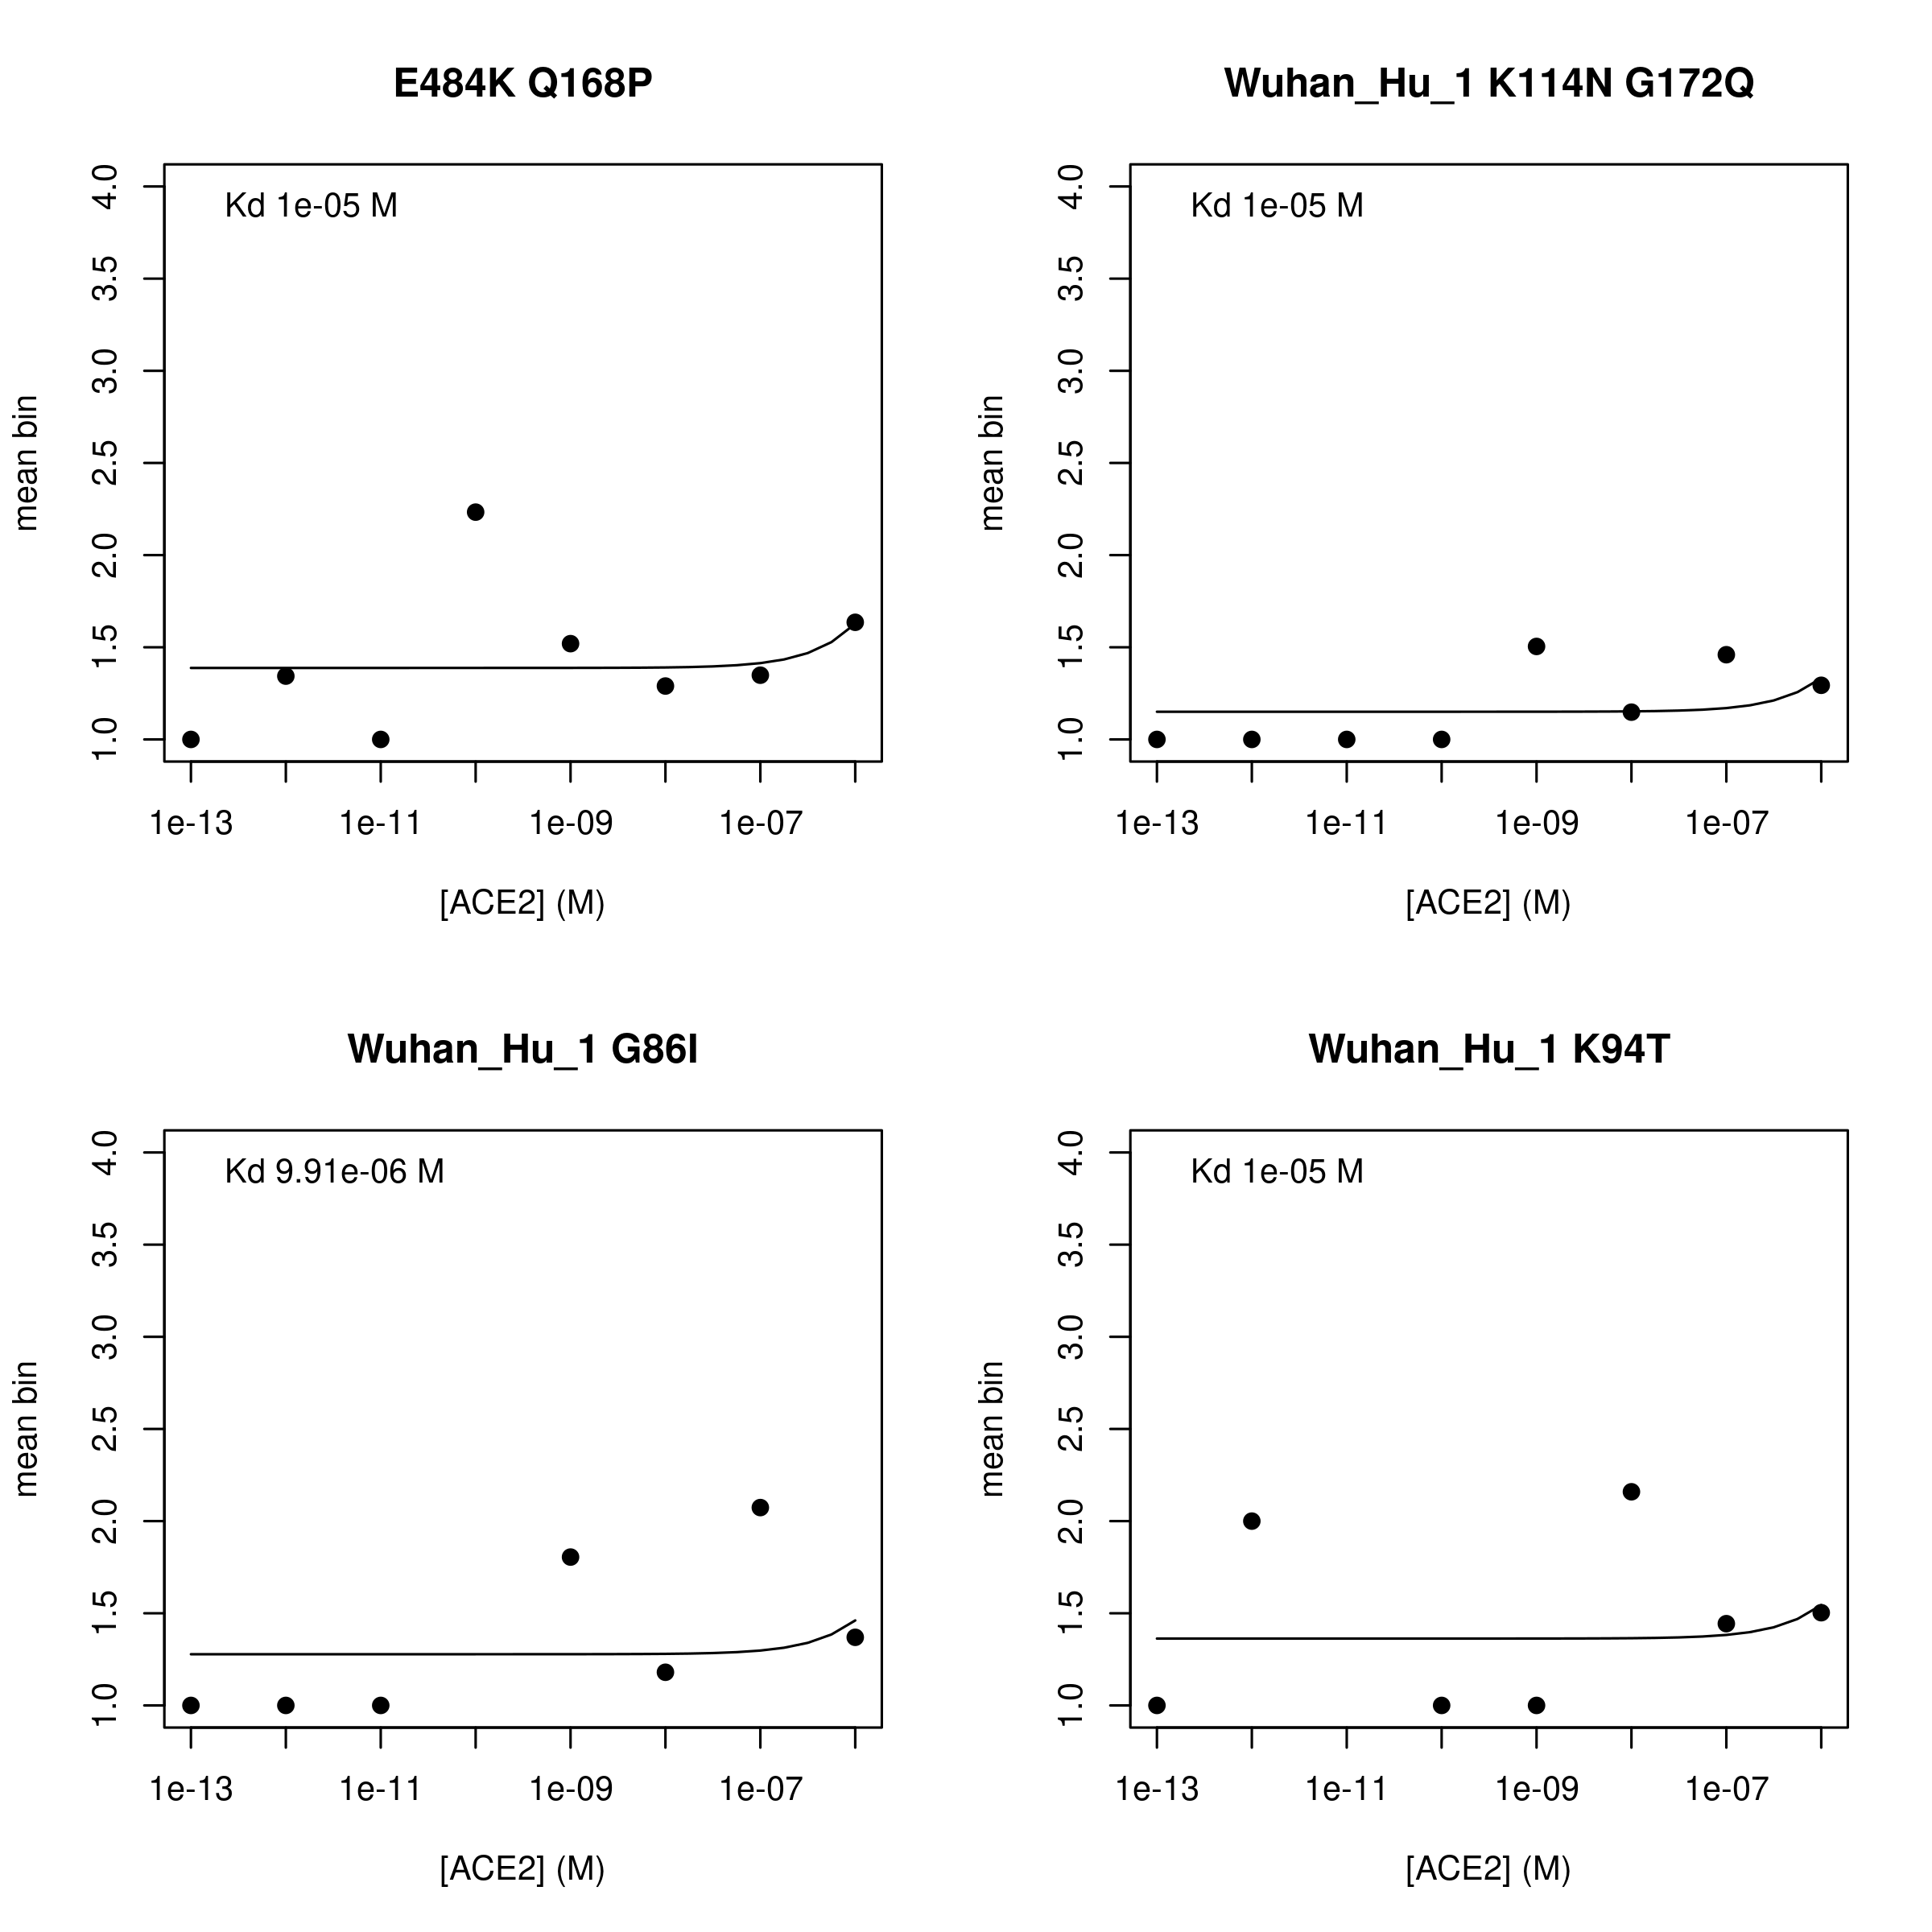 E484K Q168P
Kd 1e-05 M
mean bin
4.0
3.5
3.0
2.5
2.0
1.5
1.0
1e-13 1e-11 1e-09 1e-07
[ACE2] (M)
Wuhan_Hu_1 K114N G172Q
Kd 1e-05 M
mean bin
4.0
3.5
3.0
2.5
2.0
1.5
1.0
1e-13 1e-11 1e-09 1e-07
[ACE2] (M)
Wuhan_Hu_1 G86I
Kd 9.91e-06 M
mean bin
4.0
3.5
3.0
2.5
2.0
1.5
1.0
1e-13 1e-11 1e-09 1e-07
[ACE2] (M)
Wuhan_Hu_1 K94T
Kd 1e-05 M
mean bin
4.0
3.5
3.0
2.5
2.0
1.5
1.0
1e-13 1e-11 1e-09 1e-07
[ACE2] (M)